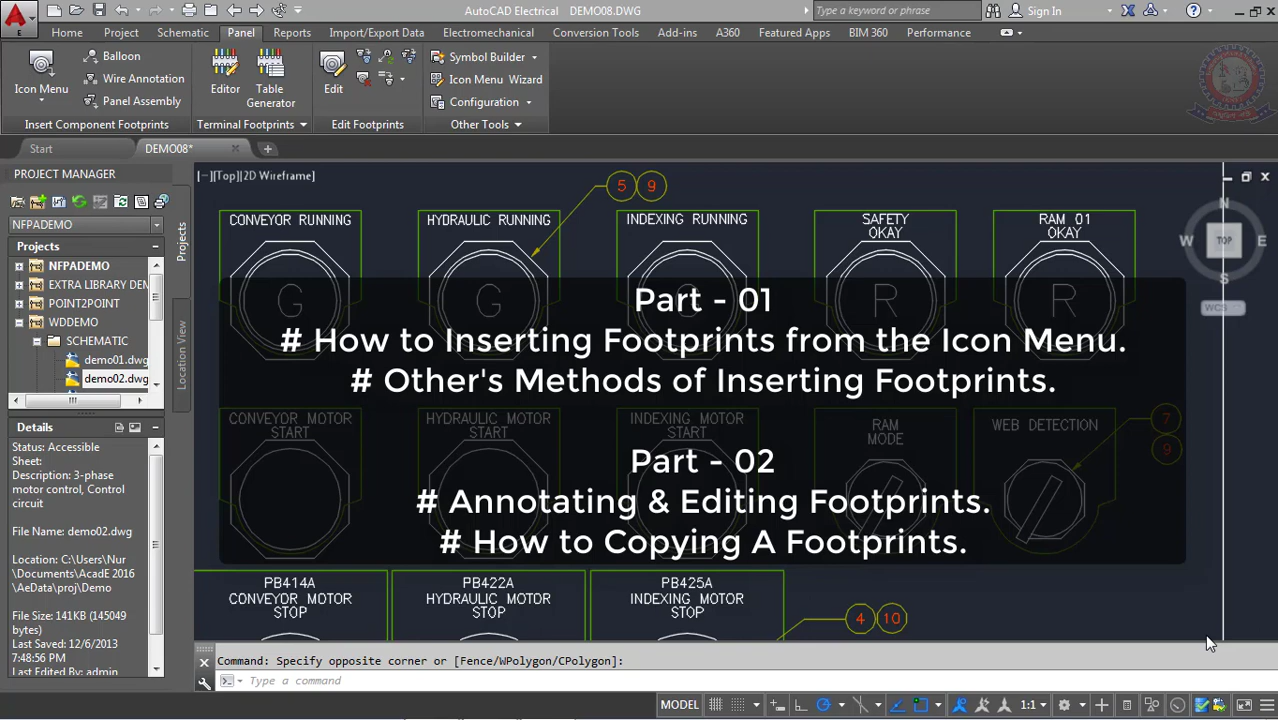 AutoCAD Electrical DEMO08.DWG
Type a keyword or phrase
Sign In
Home Project Schematic Panel Reports Import/Export Data Electromechanical Conversion Tools Add-ins A360 Featured Apps BIM 360 Performance
Icon Menu
Balloon
Wire Annotation
Panel Assembly
Insert Component Footprints
Editor
Table Generator
Terminal Footprints
Edit
Edit Footprints
Symbol Builder
Icon Menu Wizard
Configuration
Other Tools
Start
DEMO08*
PROJECT MANAGER
NFPADEMO
Projects
NFPADEMO
EXTRA LIBRARY DEM
POINT2POINT
WDDEMO
SCHEMATIC
demo01.dwg
demo02.dwg
Projects
Location View
Details
Status: Accessible
Sheet:
Description: 3-phase
motor control, Control
circuit
File Name: demo02.dwg
Location: C:\Users\Nur
\Documents\AcadE 2016
\AeData\proj\Demo
File Size: 141KB (145049
bytes)
Last Saved: 12/6/2013
7:48:56 PM
Last Edited By: admin
[−][Top][2D Wireframe]
5 9
CONVEYOR RUNNING
HYDRAULIC RUNNING
INDEXING RUNNING
SAFETY
OKAY
RAM 01
OKAY
G G R R
N
W TOP E
S
WCS
Part - 01
# How to Inserting Footprints from the Icon Menu.
# Other's Methods of Inserting Footprints.
Part - 02
# Annotating & Editing Footprints.
# How to Copying A Footprints.
CONVEYOR MOTOR
START
HYDRAULIC MOTOR
START
INDEXING MOTOR
START
RAM
MODE
WEB DETECTION
7
9
PB414A
CONVEYOR MOTOR
STOP
PB422A
HYDRAULIC MOTOR
STOP
PB425A
INDEXING MOTOR
STOP
4 10
Command: Specify opposite corner or [Fence/WPolygon/CPolygon]:
Type a command
MODEL
1:1